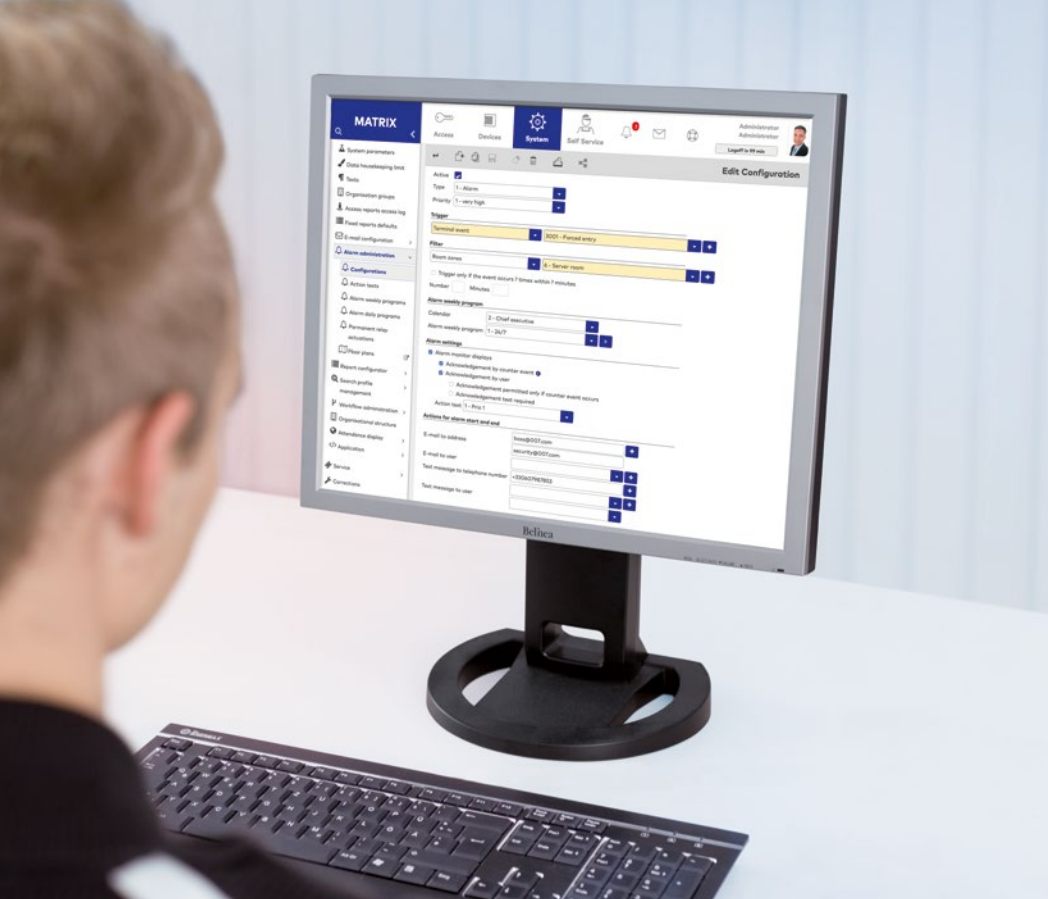 MATRIX
Access
Devices
System
Self Service
Administrator
Administrator
Logoff in 59 min
Edit Configuration
System parameters
Data housekeeping limit
Texts
Organisation groups
Access reports access log
Fixed reports defaults
E-mail configuration
Alarm administration
Configurations
Action texts
Alarm weekly programs
Alarm daily programs
Permanent relay
actuations
Floor plans
Report configurator
Search profile
management
Workflow administration
Organisational structure
Attendance display
Application
Service
Corrections
Active
Type 1 - Alarm
Priority 1 - very high
Trigger
Terminal event 3001 - Forced entry
Filter
Room zones 4 - Server room
Trigger only if the event occurs ? times within ? minutes
Number Minutes
Alarm weekly program
Calendar 2 - Chief executive
Alarm weekly program 1 - 24/7
Alarm settings
Alarm monitor displays
Acknowledgement by counter event
Acknowledgement by user
Acknowledgement permitted only if counter event occurs
Acknowledgement text required
Action text 1 - Prio 1
Actions for alarm start and end
E-mail to address boss@007.com
security@007.com
E-mail to user
Text message to telephone number
Text message to user
Belinea